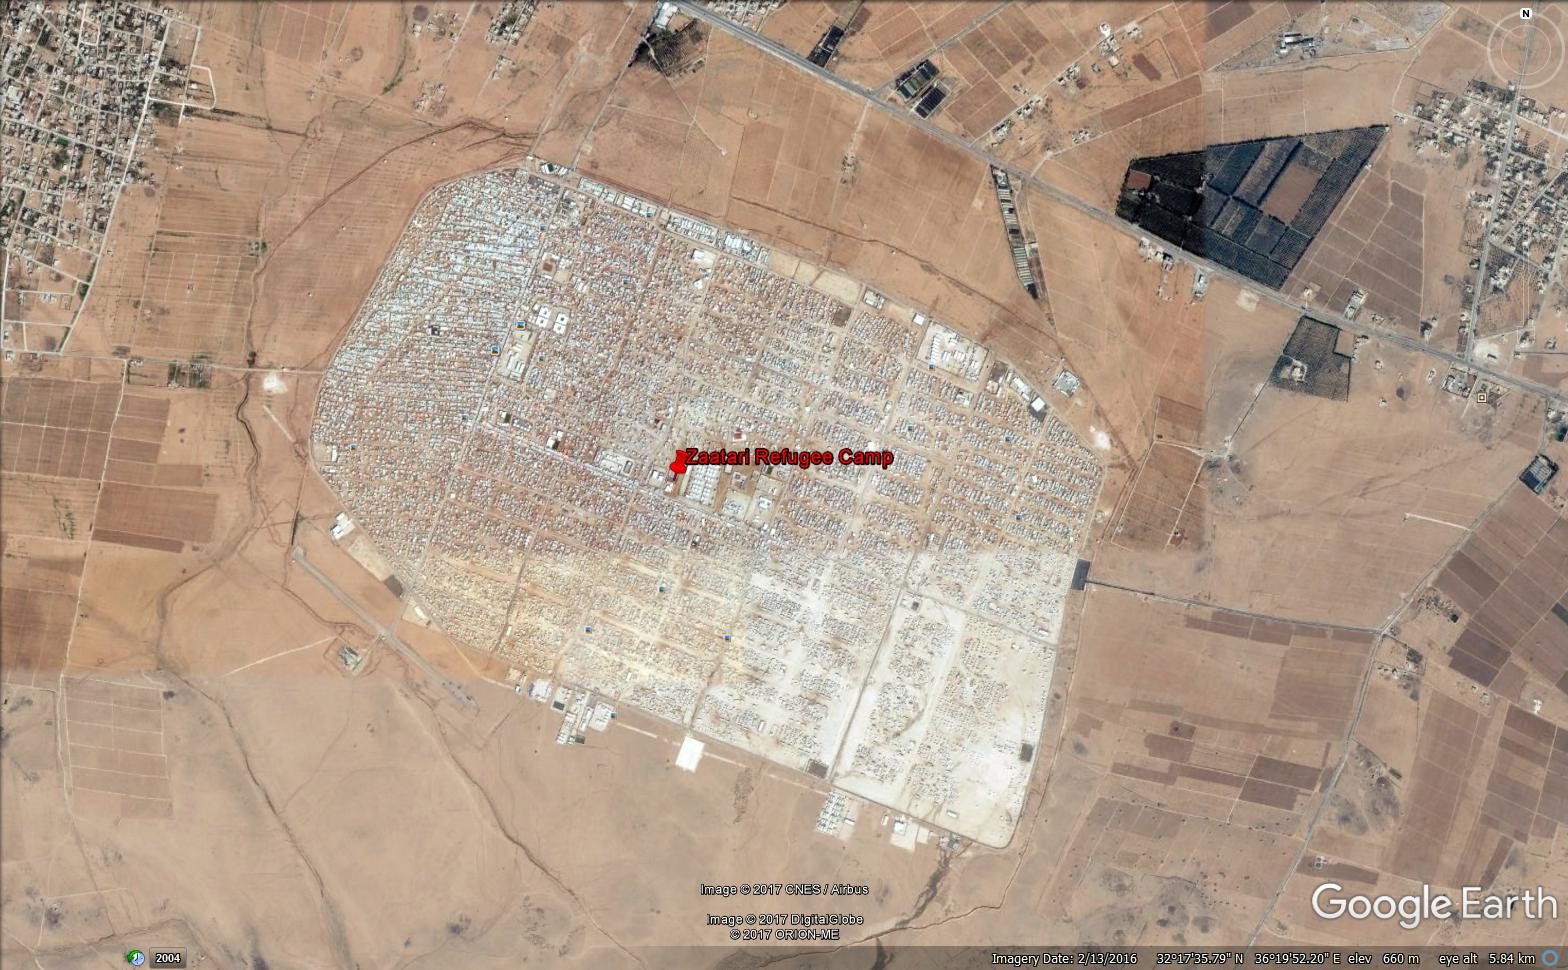 N
Zaatari Refugee Camp
Image © 2017 CNES / Airbus
Image © 2017 DigitalGlobe
© 2017 ORION-ME
Google Earth
2004
Imagery Date: 2/13/2016 32°17'35.79" N 36°19'52.20" E elev 660 m eye alt 5.84 km